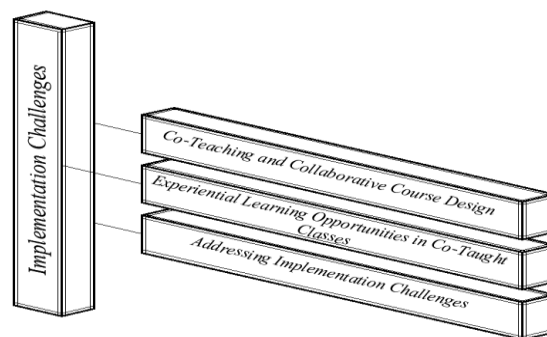 Implementation Challenges
Co-Teaching and Collaborative Course Design
Experiential Learning Opportunities in Co-Taught
Classes
Addressing Implementation Challenges